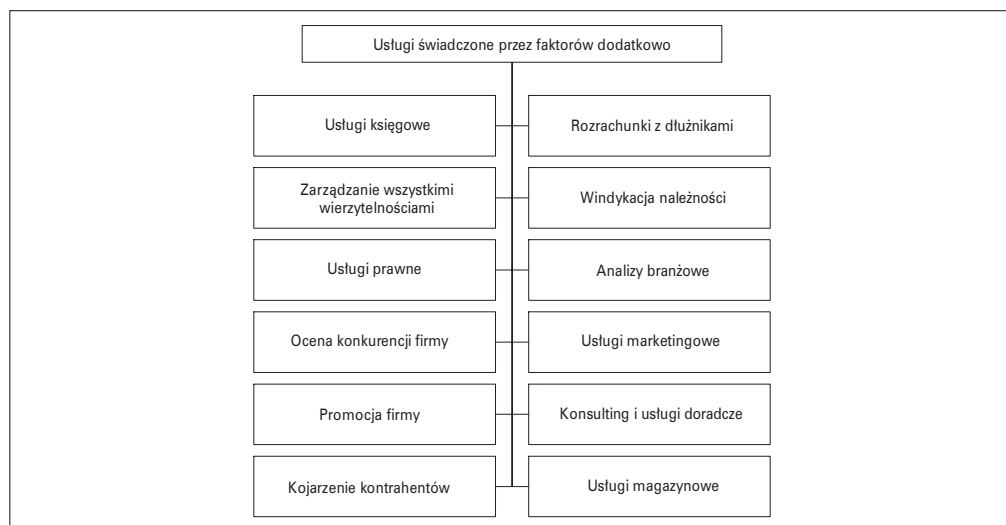 Usługi świadczone przez faktorów dodatkowo
Usługi księgowe
Rozrachunki z dłużnikami
Zarządzanie wszystkimi
wierzytelnościami
Windykacja należności
Usługi prawne
Analizy branżowe
Ocena konkurencji firmy
Usługi marketingowe
Promocja firmy
Konsulting i usługi doradcze
Kojarzenie kontrahentów
Usługi magazynowe